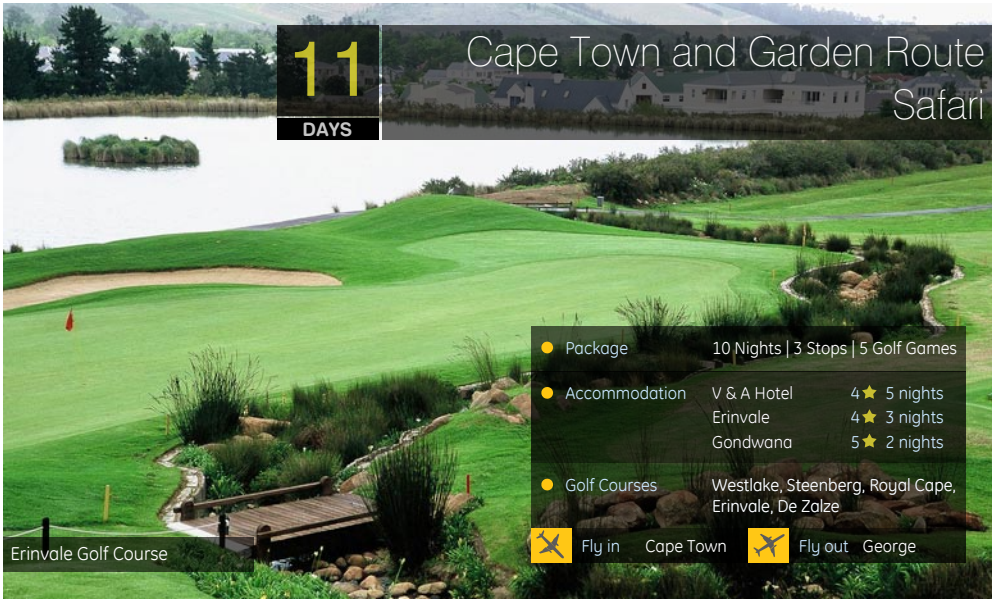 11
DAYS
Cape Town and Garden Route
Safari
Package 10 Nights | 3 Stops | 5 Golf Games
Accommodation V & A Hotel 4★ 5 nights
Erinvale 4★ 3 nights
Gondwana 5★ 2 nights
Golf Courses Westlake, Steenberg, Royal Cape,
Erinvale, De Zalze
Fly in Cape Town Fly out George
Erinvale Golf Course